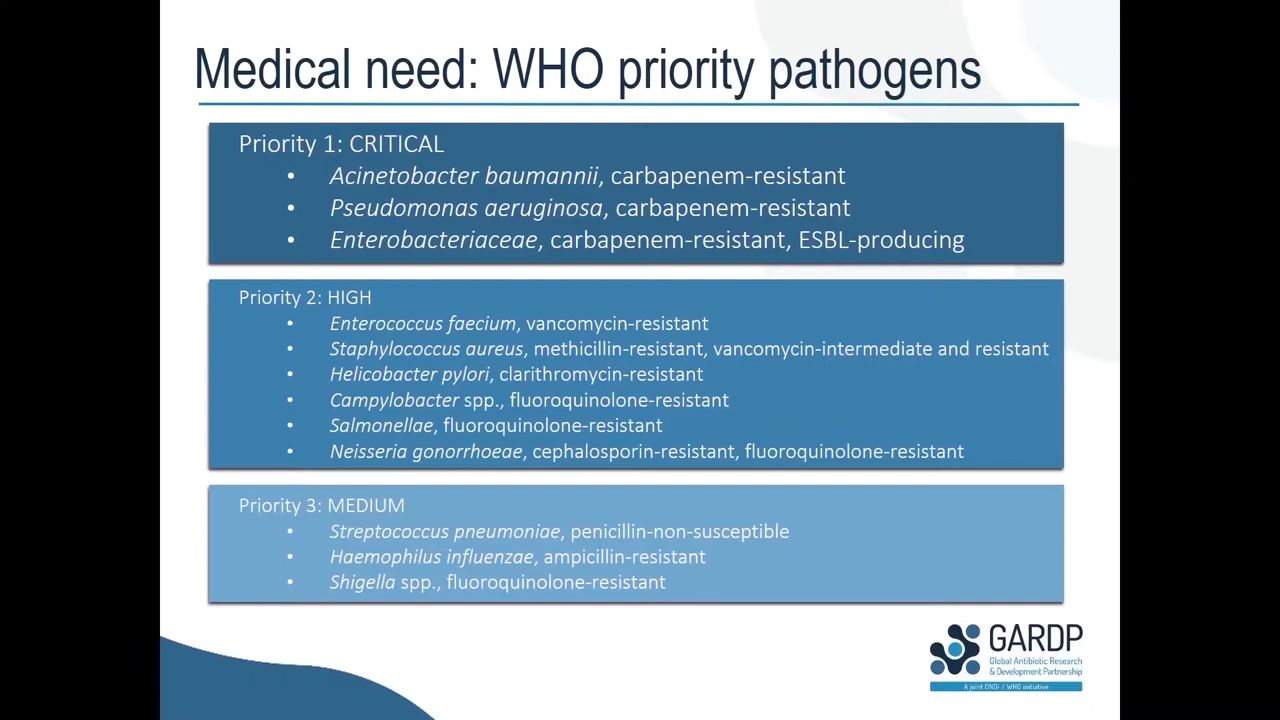 Medical need: WHO priority pathogens
Priority 1: CRITICAL
• Acinetobacter baumannii, carbapenem-resistant
• Pseudomonas aeruginosa, carbapenem-resistant
• Enterobacteriaceae, carbapenem-resistant, ESBL-producing
Priority 2: HIGH
• Enterococcus faecium, vancomycin-resistant
• Staphylococcus aureus, methicillin-resistant, vancomycin-intermediate and resistant
• Helicobacter pylori, clarithromycin-resistant
• Campylobacter spp., fluoroquinolone-resistant
• Salmonellae, fluoroquinolone-resistant
• Neisseria gonorrhoeae, cephalosporin-resistant, fluoroquinolone-resistant
Priority 3: MEDIUM
• Streptococcus pneumoniae, penicillin-non-susceptible
• Haemophilus influenzae, ampicillin-resistant
• Shigella spp., fluoroquinolone-resistant
GARDP
Global Antibiotic Research
& Development Partnership
A joint DNDi / WHO initiative